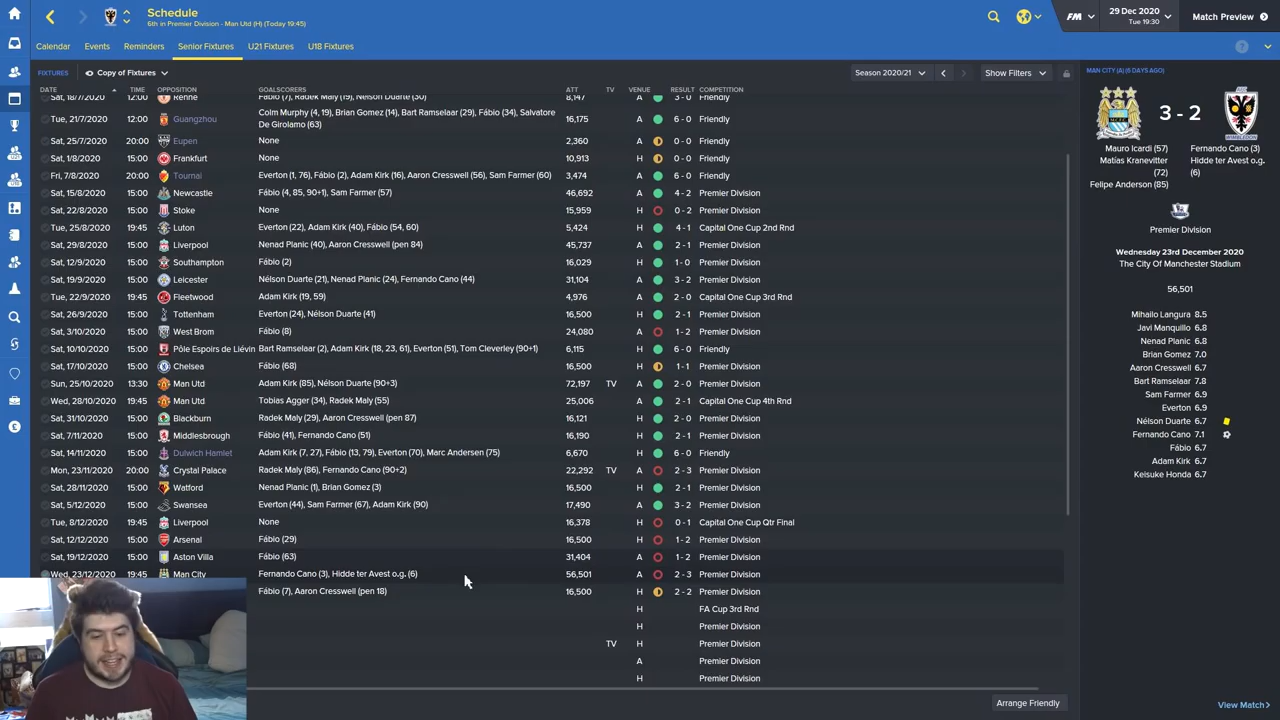 Schedule
6th in Premier Division - Man Utd (H) (Today 19:45)
FM
29 Dec 2020
Tue 19:30
Match Preview
Calendar Events Reminders Senior Fixtures U21 Fixtures U18 Fixtures
FIXTURES Copy of Fixtures Season 2020/21 Show Filters
DATE TIME OPPOSITION GOALSCORERS ATT TV VENUE RESULT COMPETITION
Sat, 18/7/2020 12:00 Renne Fábio (7), Radek Maly (19), Nelson Duarte (30) 8,147 A 3 - 0 Friendly
Tue, 21/7/2020 12:00 Guangzhou Colm Murphy (4, 19), Brian Gomez (14), Bart Ramselaar (29), Fábio (34), Salvatore De Girolamo (63) 16,175 A 6 - 0 Friendly
Sat, 25/7/2020 20:00 Eupen None 2,360 A 0 - 0 Friendly
Sat, 1/8/2020 15:00 Frankfurt None 10,913 H 0 - 0 Friendly
Fri, 7/8/2020 20:00 Tournai Everton (1, 76), Fábio (2), Adam Kirk (16), Aaron Cresswell (56), Sam Farmer (60) 3,474 A 6 - 0 Friendly
Sat, 15/8/2020 15:00 Newcastle Fábio (4, 85, 90+1), Sam Farmer (57) 46,692 A 4 - 2 Premier Division
Sat, 22/8/2020 15:00 Stoke None 15,959 H 0 - 2 Premier Division
Tue, 25/8/2020 19:45 Luton Everton (22), Adam Kirk (40), Fábio (54, 60) 5,424 H 4 - 1 Capital One Cup 2nd Rnd
Sat, 29/8/2020 15:00 Liverpool Nenad Planic (40), Aaron Cresswell (pen 84) 45,737 A 2 - 1 Premier Division
Sat, 12/9/2020 15:00 Southampton Fábio (2) 16,029 H 1 - 0 Premier Division
Sat, 19/9/2020 15:00 Leicester Nélson Duarte (21), Nenad Planic (24), Fernando Cano (44) 31,104 A 3 - 2 Premier Division
Tue, 22/9/2020 19:45 Fleetwood Adam Kirk (19, 59) 4,976 A 2 - 0 Capital One Cup 3rd Rnd
Sat, 26/9/2020 15:00 Tottenham Everton (24), Nélson Duarte (41) 16,500 H 2 - 1 Premier Division
Sat, 3/10/2020 15:00 West Brom Fábio (8) 24,080 A 1 - 2 Premier Division
Sat, 10/10/2020 15:00 Pôle Espoirs de Liévin Bart Ramselaar (2), Adam Kirk (18, 23, 61), Everton (51), Tom Cleverley (90+1) 6,115 H 6 - 0 Friendly
Sat, 17/10/2020 15:00 Chelsea Fábio (68) 16,500 H 1 - 1 Premier Division
Sun, 25/10/2020 13:30 Man Utd Adam Kirk (85), Nélson Duarte (90+3) 72,197 TV A 2 - 0 Premier Division
Wed, 28/10/2020 19:45 Man Utd Tobias Agger (34), Radek Maly (55) 25,006 A 2 - 1 Capital One Cup 4th Rnd
Sat, 31/10/2020 15:00 Blackburn Radek Maly (29), Aaron Cresswell (pen 87) 16,121 H 2 - 0 Premier Division
Sat, 7/11/2020 15:00 Middlesbrough Fábio (41), Fernando Cano (51) 16,190 H 2 - 1 Premier Division
Sat, 14/11/2020 15:00 Dulwich Hamlet Adam Kirk (7, 27), Fábio (13, 79), Everton (70), Marc Andersen (75) 6,670 H 6 - 0 Friendly
Mon, 23/11/2020 20:00 Crystal Palace Radek Maly (86), Fernando Cano (90+2) 22,292 TV A 2 - 3 Premier Division
Sat, 28/11/2020 15:00 Watford Nenad Planic (1), Brian Gomez (3) 16,500 H 2 - 1 Premier Division
Sat, 5/12/2020 15:00 Swansea Everton (44), Sam Farmer (67), Adam Kirk (90) 17,490 A 3 - 2 Premier Division
Tue, 8/12/2020 19:45 Liverpool None 16,378 H 0 - 1 Capital One Cup Qtr Final
Sat, 12/12/2020 15:00 Arsenal Fábio (29) 16,500 H 1 - 2 Premier Division
Sat, 19/12/2020 15:00 Aston Villa Fábio (63) 31,404 A 1 - 2 Premier Division
Wed, 23/12/2020 19:45 Man City Fernando Cano (3), Hidde ter Avest o.g. (6) 56,501 A 2 - 3 Premier Division
Fábio (7), Aaron Cresswell (pen 18) 16,500 H 2 - 2 Premier Division
H FA Cup 3rd Rnd
H Premier Division
TV H Premier Division
A Premier Division
H Premier Division
Arrange Friendly
MAN CITY (A) (6 DAYS AGO)
3 - 2
Mauro Icardi (57)
Matías Kranevitter (72)
Felipe Anderson (85)
Fernando Cano (3)
Hidde ter Avest o.g. (6)
Premier Division
Wednesday 23rd December 2020
The City Of Manchester Stadium
56,501
Mihailo Langura 8.5
Javi Manquillo 6.8
Nenad Planic 6.8
Brian Gomez 7.0
Aaron Cresswell 6.7
Bart Ramselaar 7.8
Sam Farmer 6.9
Everton 6.9
Nélson Duarte 6.7
Fernando Cano 7.1
Fábio 6.7
Adam Kirk 6.7
Keisuke Honda 6.7
View Match